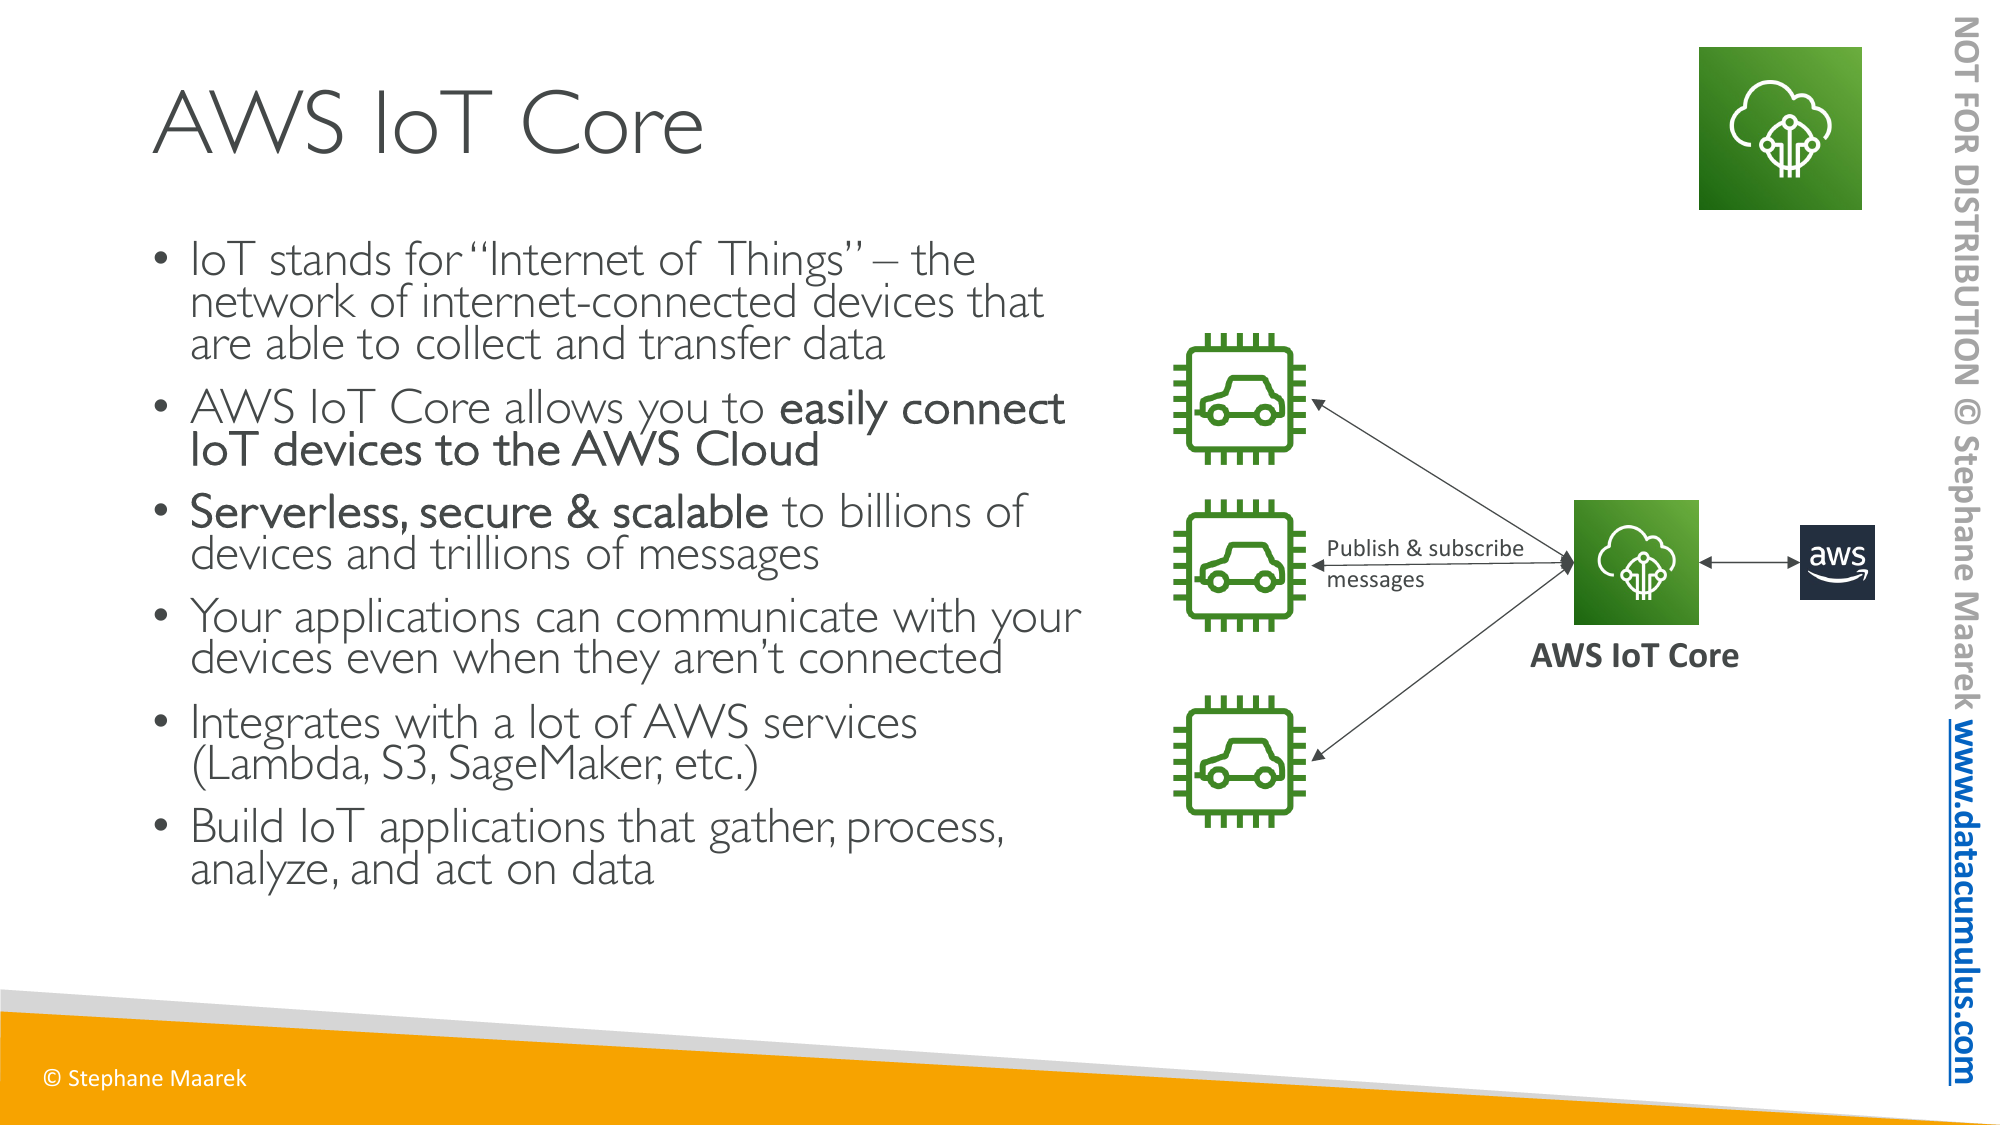 AWS IoT Core
• IoT stands for “Internet of Things” – the
network of internet-connected devices that
are able to collect and transfer data
• AWS IoT Core allows you to easily connect
IoT devices to the AWS Cloud
• Serverless, secure & scalable to billions of
devices and trillions of messages
• Your applications can communicate with your
devices even when they aren’t connected
• Integrates with a lot of AWS services
(Lambda, S3, SageMaker, etc.)
• Build IoT applications that gather, process,
analyze, and act on data
Publish & subscribe
messages
AWS IoT Core
aws
© Stephane Maarek
NOT FOR DISTRIBUTION © Stephane Maarek www.datacumulus.com